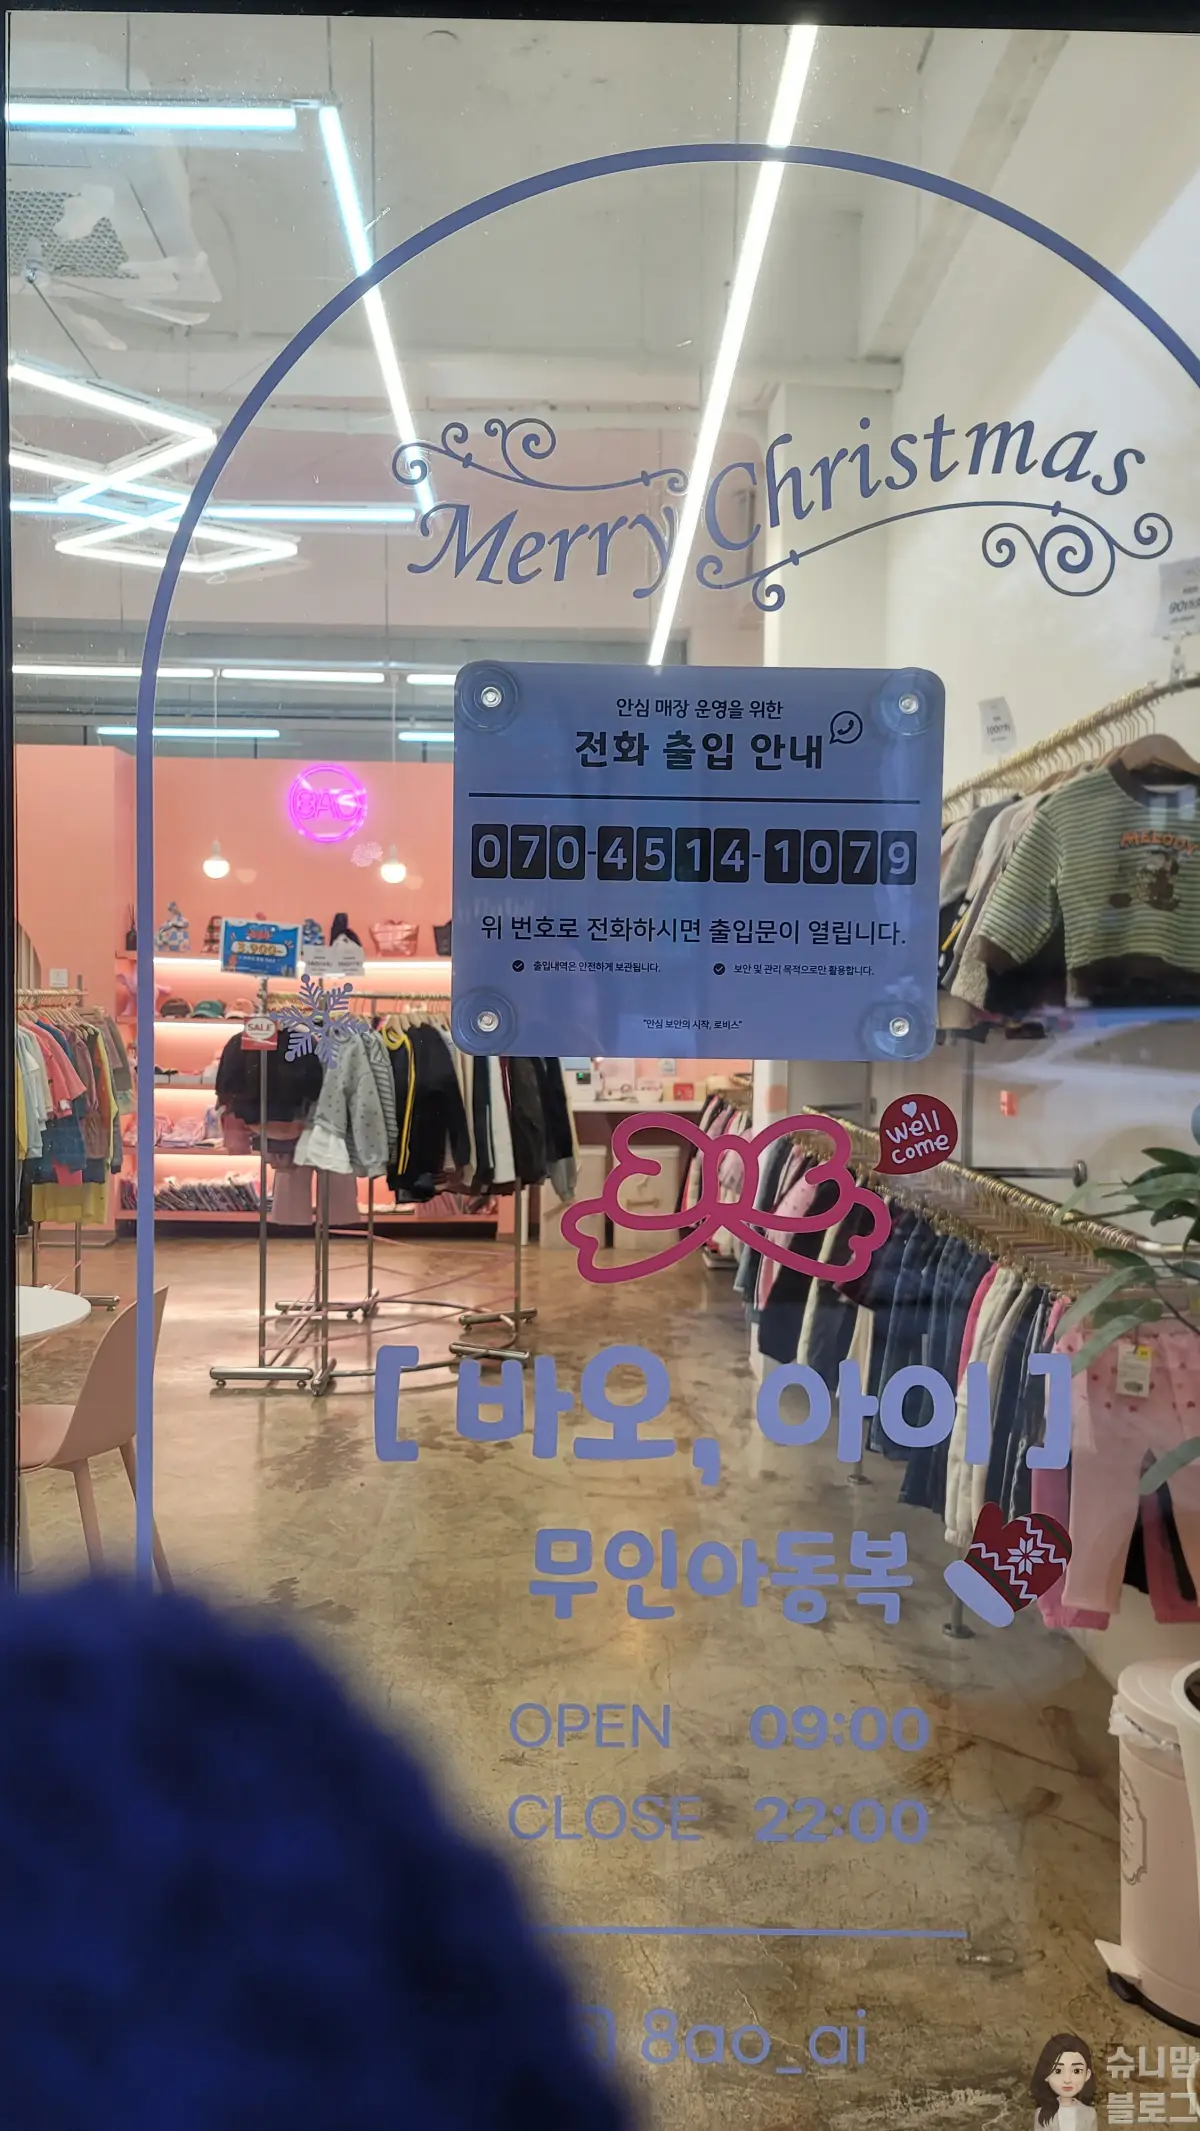 Merry Christmas
안심 매장 운영을 위한
전화 출입 안내
070-4514-1079
위 번호로 전화하시면 출입문이 열립니다.
출입내역은 안전하게 보관됩니다.
보안 및 관리 목적으로만 활용합니다.
"안심 보안의 시작, 로비스"
8AO
3,900
SALE
well
come
[ 바오, 아이 ]
무인아동복
OPEN 09:00
CLOSE 22:00
8ao_ai
슈니맘
블로그